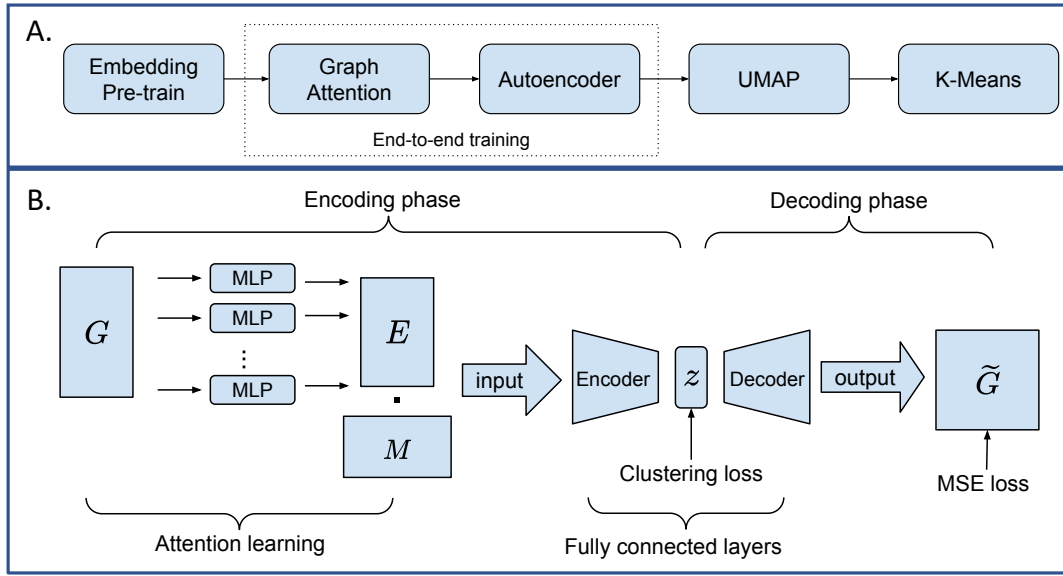 A.
Embedding
Pre-train
Graph
Attention
Autoencoder
UMAP
K-Means
End-to-end training
B.
Encoding phase
Decoding phase
G
MLP
MLP
⋮
MLP
E
.
M
input
Encoder
z
Decoder
output
G̃
Clustering loss
MSE loss
Attention learning
Fully connected layers